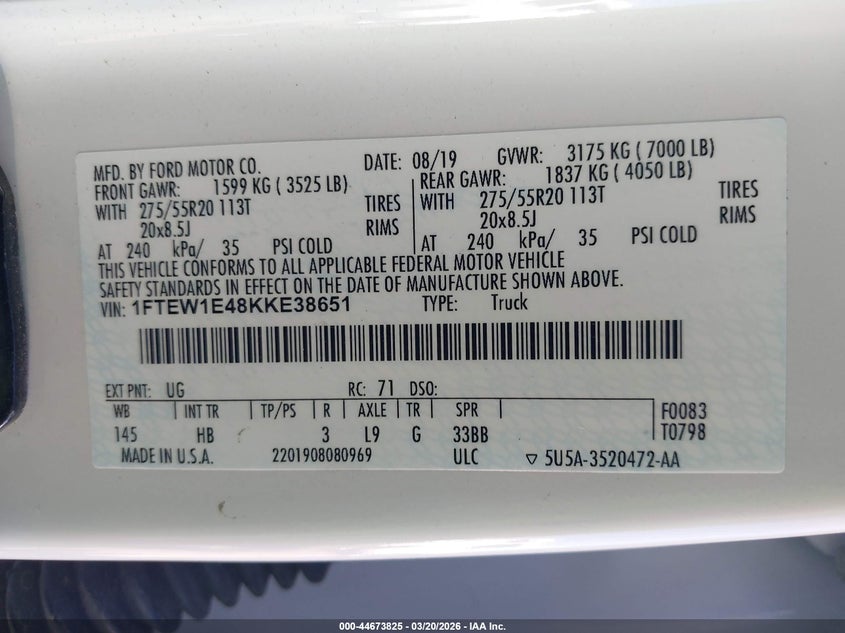 MFD. BY FORD MOTOR CO. DATE: 08/19 GVWR: 3175 KG ( 7000 LB)
FRONT GAWR: 1599 KG ( 3525 LB) REAR GAWR: 1837 KG ( 4050 LB)
WITH 275/55R20 113T TIRES WITH 275/55R20 113T TIRES
20x8.5J RIMS 20x8.5J RIMS
AT 240 kPa/ 35 PSI COLD AT 240 kPa/ 35 PSI COLD
THIS VEHICLE CONFORMS TO ALL APPLICABLE FEDERAL MOTOR VEHICLE
SAFETY STANDARDS IN EFFECT ON THE DATE OF MANUFACTURE SHOWN ABOVE.
VIN: 1FTEW1E48KKE38651 TYPE: Truck
EXT PNT: UG RC: 71 DSO:
WB INT TR TP/PS R AXLE TR SPR F0083
145 HB 3 L9 G 33BB T0798
MADE IN U.S.A. 2201908080969 ULC ▽ 5U5A-3520472-AA
000-44673825 - 03/20/2026 - IAA Inc.